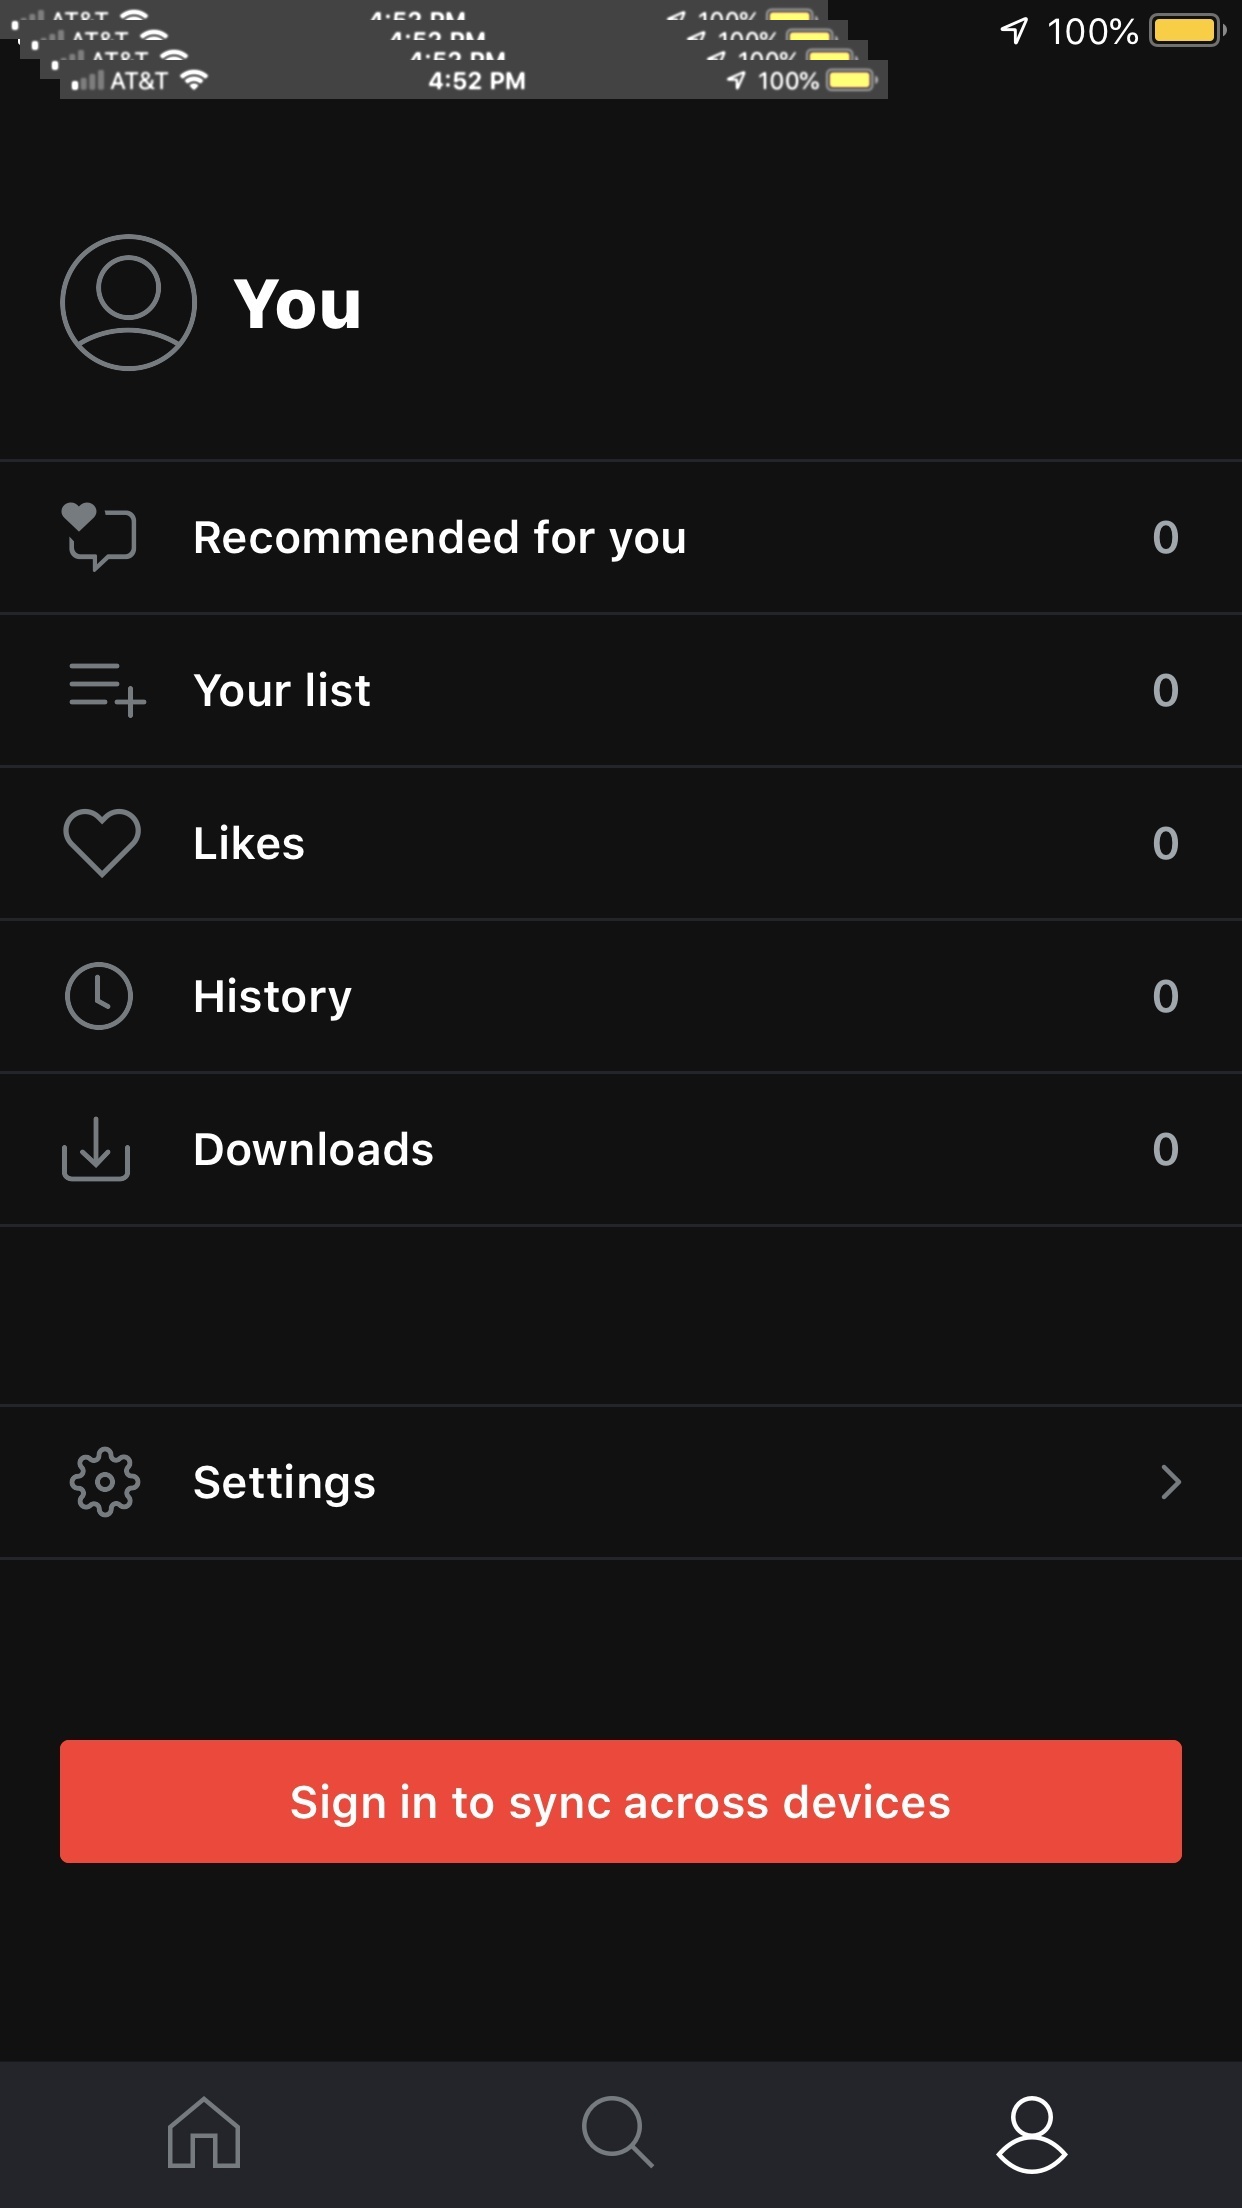 100%
AT&T 4:52 PM 100%
You
Recommended for you 0
Your list 0
Likes 0
History 0
Downloads 0
Settings
Sign in to sync across devices